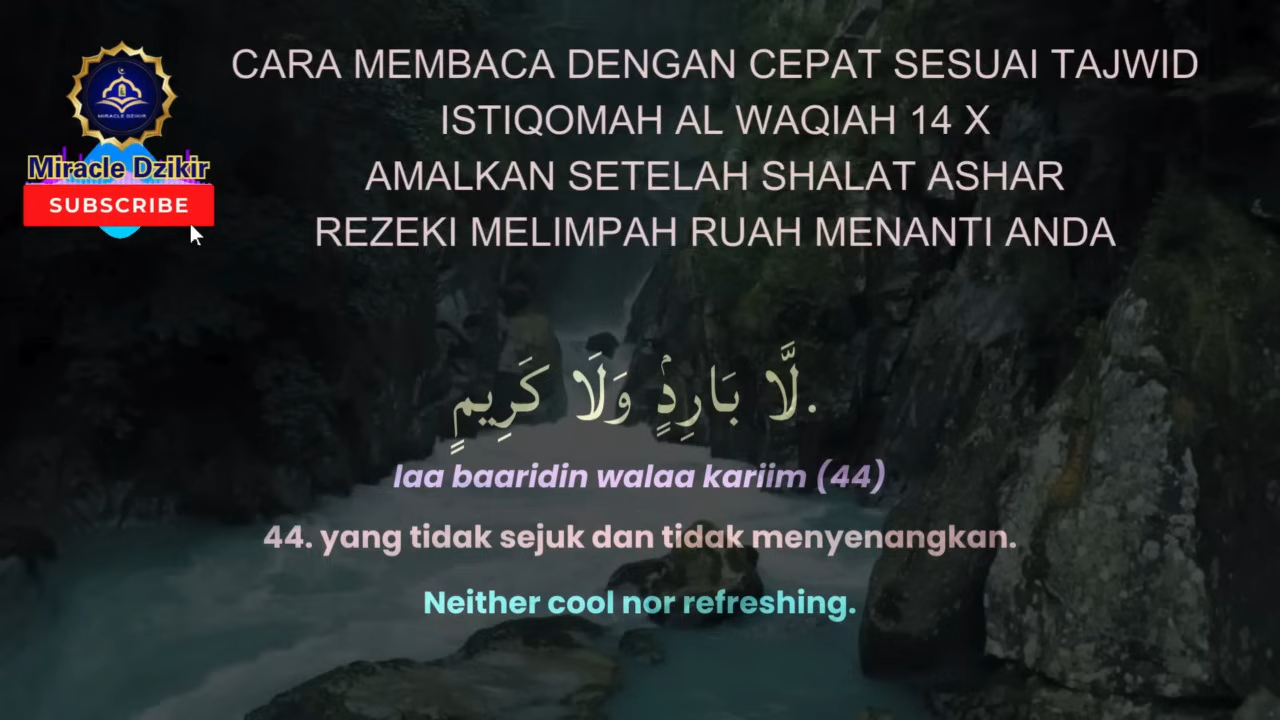 CARA MEMBACA DENGAN CEPAT SESUAI TAJWID
ISTIQOMAH AL WAQIAH 14 X
AMALKAN SETELAH SHALAT ASHAR
REZEKI MELIMPAH RUAH MENANTI ANDA
MIRACLE DZIKIR
Miracle Dzikir
SUBSCRIBE
لَّا بَارِدٍۢ وَلَا كَرِيمٍ.
laa baaridin walaa kariim (44)
44. yang tidak sejuk dan tidak menyenangkan.
Neither cool nor refreshing.